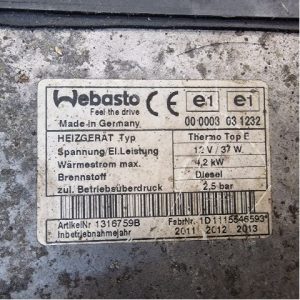 Webasto CE e1 e1
Feel the drive
Made in Germany 00 0003 03 1232
HEIZGERÄT Typ Thermo Top E
Spannung/El.Leistung 12 V / 37 W
Wärmestrom max. 4,2 kW
Brennstoff Diesel
zul. Betriebsüberdruck 2,5 bar
ArtikelNr 1316759B FabrNr. 1D1115546593*
Inbetriebnahmejahr 2011 2012 2013